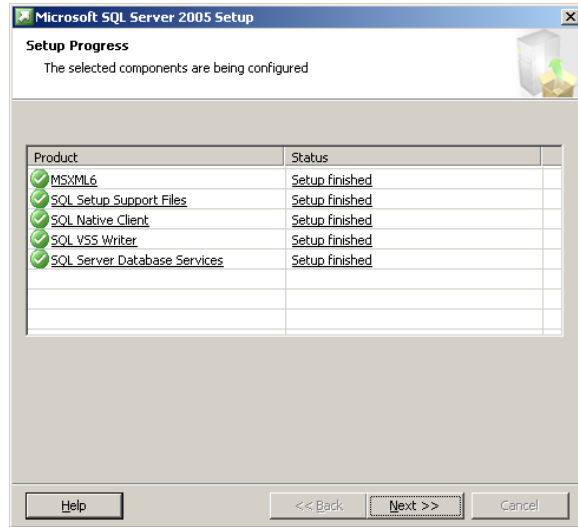 Microsoft SQL Server 2005 Setup
Setup Progress
The selected components are being configured
Product Status
MSXML6 Setup finished
SQL Setup Support Files Setup finished
SQL Native Client Setup finished
SQL VSS Writer Setup finished
SQL Server Database Services Setup finished
Help << Back Next >> Cancel